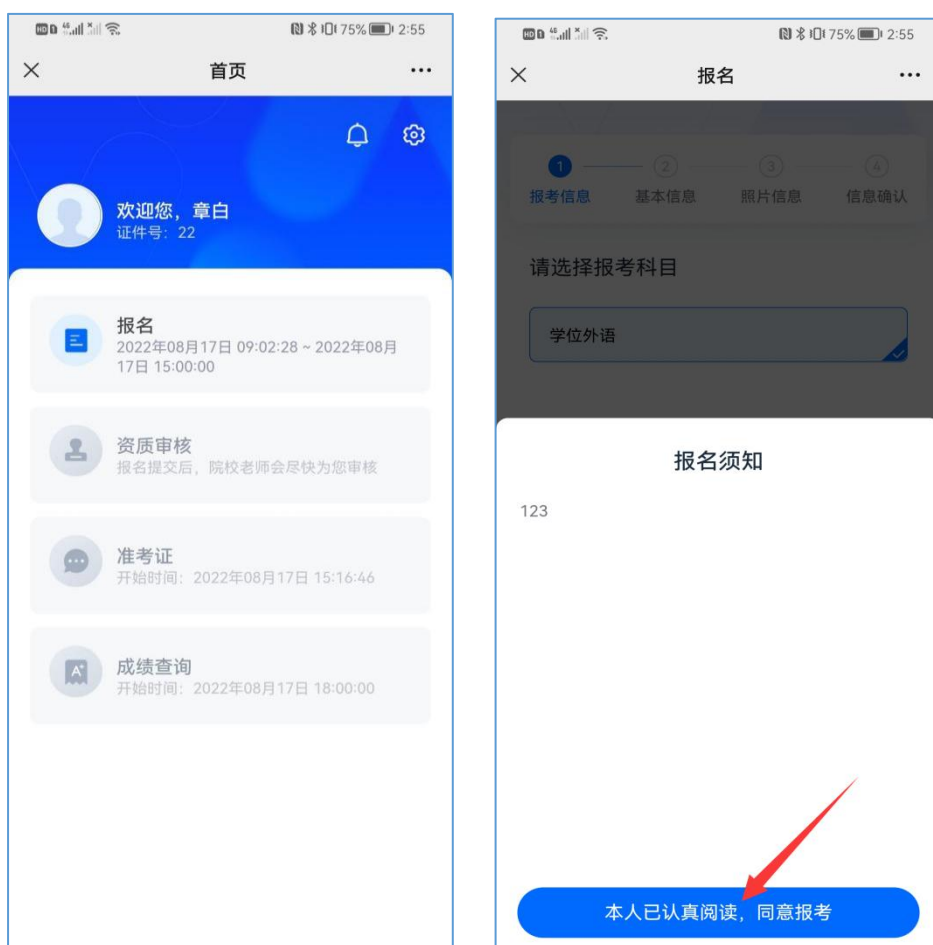 75% 2:55
首页
欢迎您，章白
证件号：22
报名
2022年08月17日 09:02:28 ~ 2022年08月
17日 15:00:00
资质审核
报名提交后，院校老师会尽快为您审核
准考证
开始时间：2022年08月17日 15:16:46
成绩查询
开始时间：2022年08月17日 18:00:00
75% 2:55
报名
1 2 3 4
报考信息 基本信息 照片信息 信息确认
请选择报考科目
学位外语
报名须知
123
本人已认真阅读，同意报考